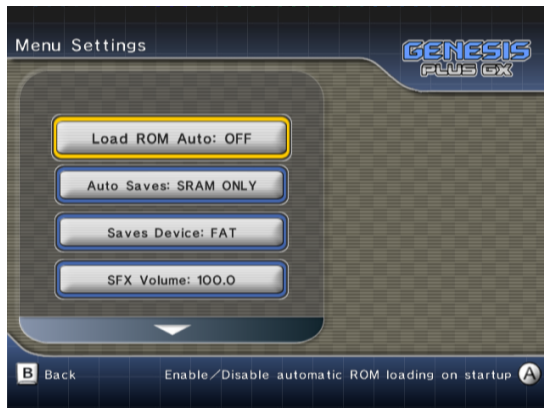 Menu Settings
GENESIS
PLUS GX
Load ROM Auto: OFF
Auto Saves: SRAM ONLY
Saves Device: FAT
SFX Volume: 100.0
B Back
Enable/Disable automatic ROM loading on startup A